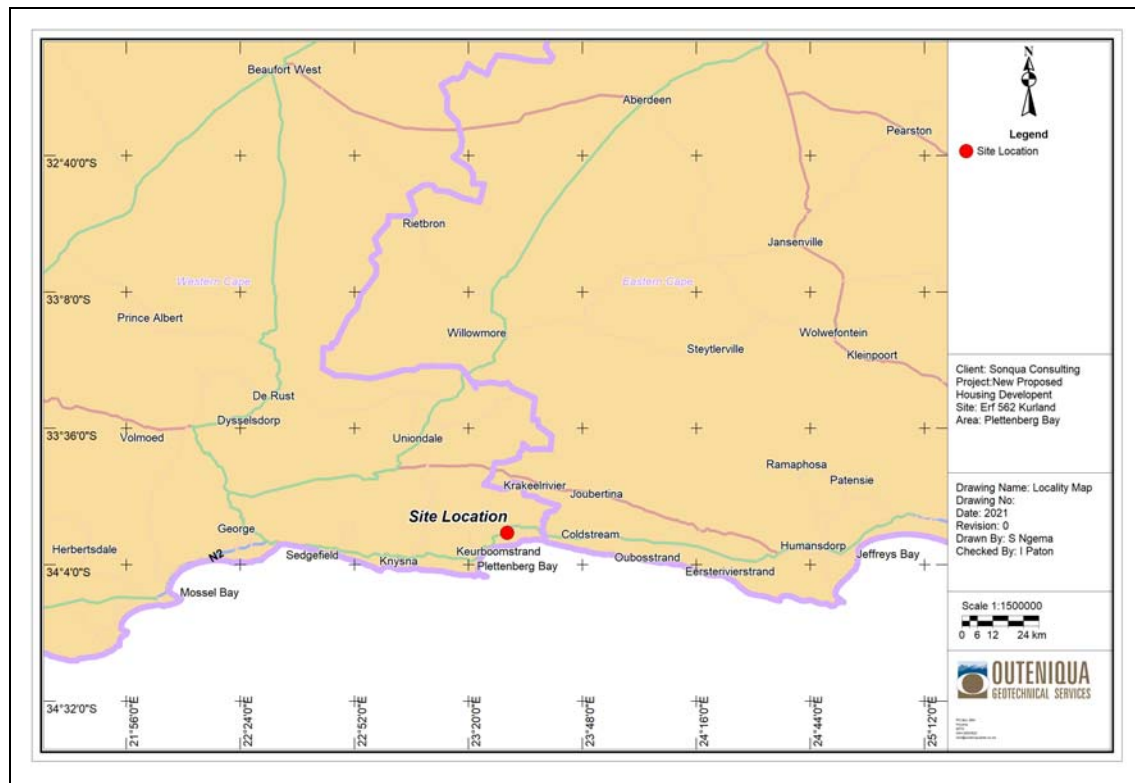 Beaufort West
Aberdeen
Pearston
32°40'0"S
Rietbron
Jansenville
Western Cape
Eastern Cape
33°8'0"S
Prince Albert
Willowmore
Wolwefontein
Steytlerville
Kleinpoort
De Rust
Dysselsdorp
33°36'0"S
Volmoed
Uniondale
Ramaphosa
Patensie
Krakeelrivier
Joubertina
Site Location
George
Coldstream
Humansdorp
Herbertsdale
N2
Sedgefield
Keurboomstrand
Oubosstrand
Jeffreys Bay
34°4'0"S
Knysna
Plettenberg Bay
Eersterivierstrand
Mossel Bay
34°32'0"S
21°56'0"E
22°24'0"E
22°52'0"E
23°20'0"E
23°48'0"E
24°16'0"E
24°44'0"E
25°12'0"E
N
Legend
Site Location
Client: Sonqua Consulting
Project:New Proposed
Housing Developent
Site: Erf 562 Kurland
Area: Plettenberg Bay
Drawing Name: Locality Map
Drawing No:
Date: 2021
Revision: 0
Drawn By: S Ngema
Checked By: I Paton
Scale 1:1500000
0 6 12 24 km
OUTENIQUA
GEOTECHNICAL SERVICES